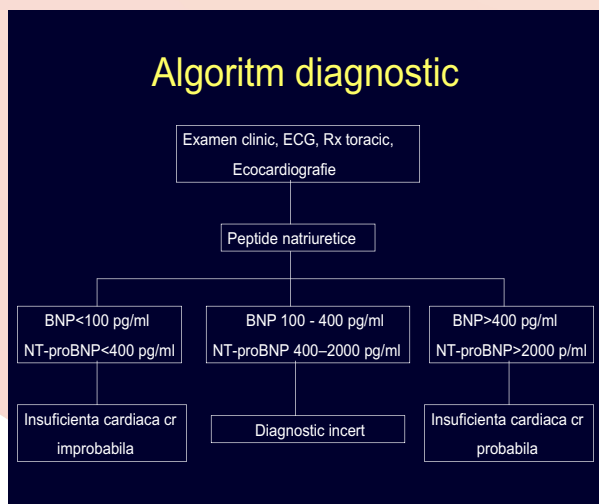 Algoritm diagnostic
Examen clinic, ECG, Rx toracic,
Ecocardiografie
Peptide natriuretice
BNP<100 pg/ml
NT-proBNP<400 pg/ml
BNP 100 - 400 pg/ml
NT-proBNP 400–2000 pg/ml
BNP>400 pg/ml
NT-proBNP>2000 p/ml
Insuficienta cardiaca cr
improbabila
Diagnostic incert
Insuficienta cardiaca cr
probabila